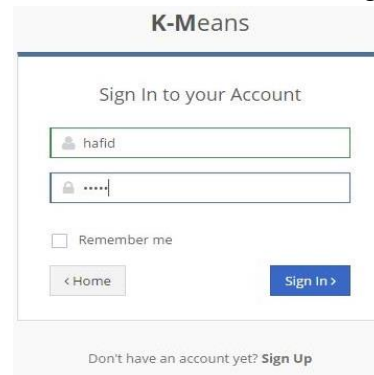 K-Means
Sign In to your Account
hafid
•••••
Remember me
< Home
Sign In >
Don't have an account yet? Sign Up